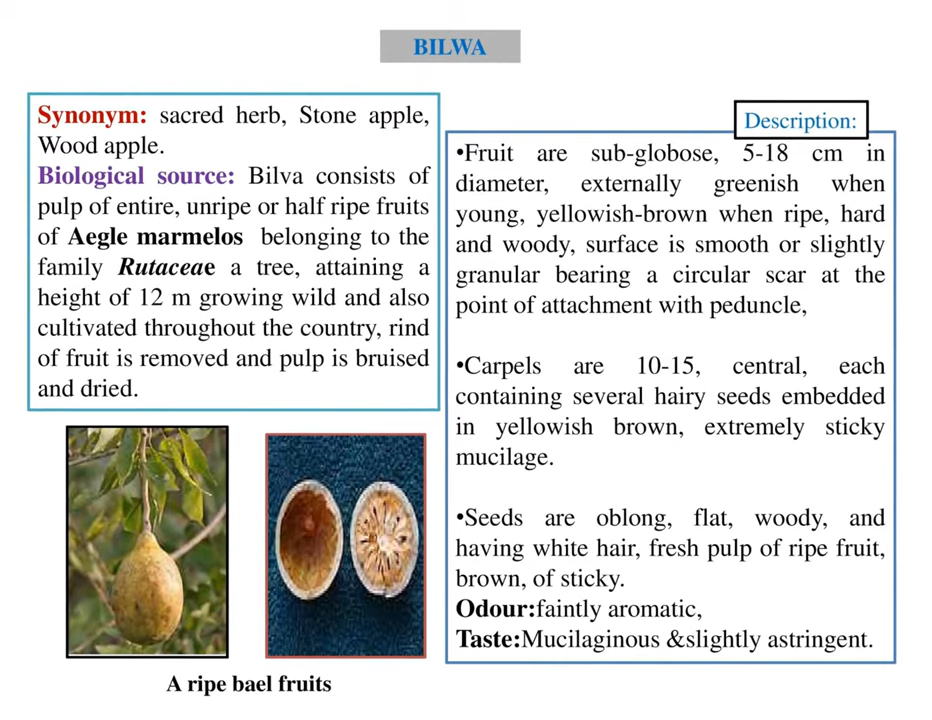 BILWA
Synonym: sacred herb, Stone apple,
Wood apple.
Biological source: Bilva consists of
pulp of entire, unripe or half ripe fruits
of Aegle marmelos belonging to the
family Rutaceae a tree, attaining a
height of 12 m growing wild and also
cultivated throughout the country, rind
of fruit is removed and pulp is bruised
and dried.
Description:
•Fruit are sub-globose, 5-18 cm in
diameter, externally greenish when
young, yellowish-brown when ripe, hard
and woody, surface is smooth or slightly
granular bearing a circular scar at the
point of attachment with peduncle,
•Carpels are 10-15, central, each
containing several hairy seeds embedded
in yellowish brown, extremely sticky
mucilage.
•Seeds are oblong, flat, woody, and
having white hair, fresh pulp of ripe fruit,
brown, of sticky.
Odour:faintly aromatic,
Taste:Mucilaginous &slightly astringent.
A ripe bael fruits